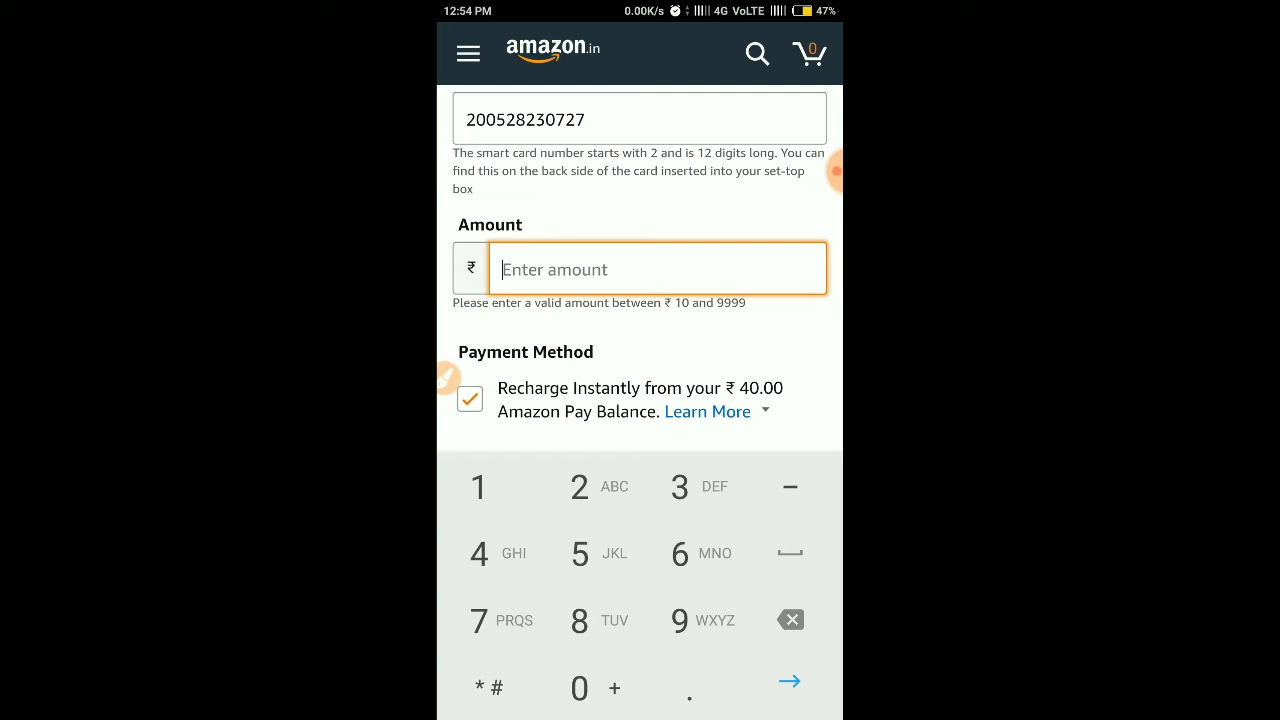 12:54 PM 0.00K/s 4G VoLTE 47%
amazon.in 0
200528230727
The smart card number starts with 2 and is 12 digits long. You can
find this on the back side of the card inserted into your set-top
box
Amount
₹ Enter amount
Please enter a valid amount between ₹ 10 and 9999
Payment Method
Recharge Instantly from your ₹ 40.00
Amazon Pay Balance. Learn More
1 2 ABC 3 DEF –
4 GHI 5 JKL 6 MNO
7 PRQS 8 TUV 9 WXYZ
* # 0 + .